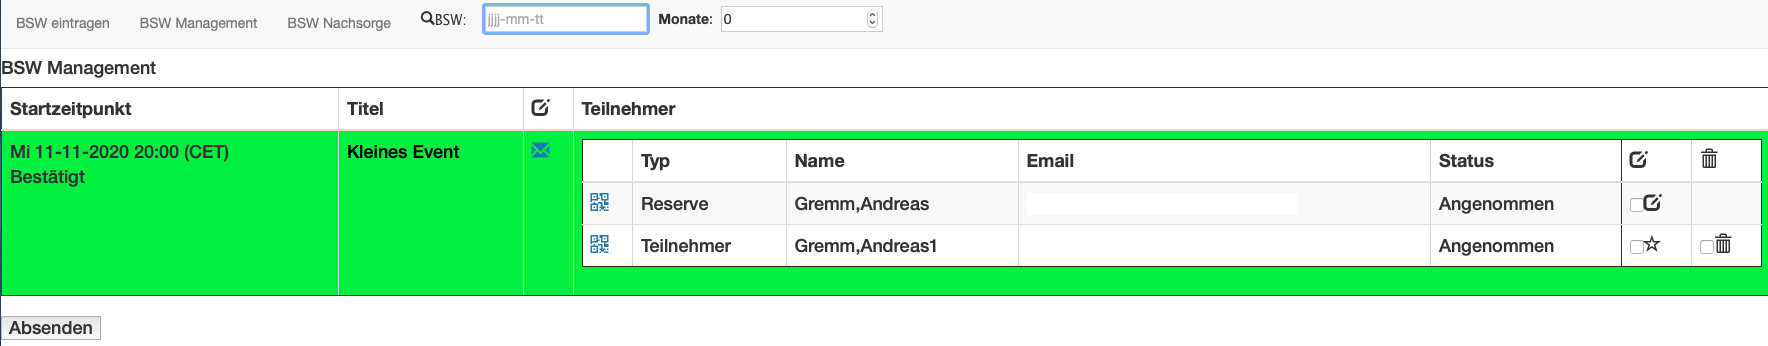 BSW eintragen BSW Management BSW Nachsorge BSW: jjjj-mm-tt Monate: 0
BSW Management
Startzeitpunkt Titel Teilnehmer
Mi 11-11-2020 20:00 (CET) Kleines Event
Bestätigt
Typ Name Email Status
Reserve Gremm,Andreas Angenommen
Teilnehmer Gremm,Andreas1 Angenommen
Absenden